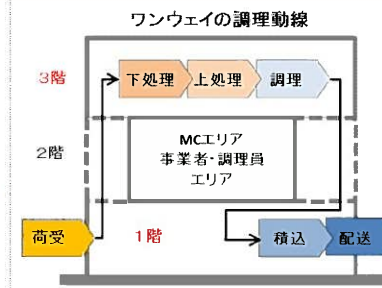 ワンウェイの調理動線
3階
下処理
上処理
調理
2階
MCエリア
事業者・調理員
エリア
荷受
1階
積込
配送